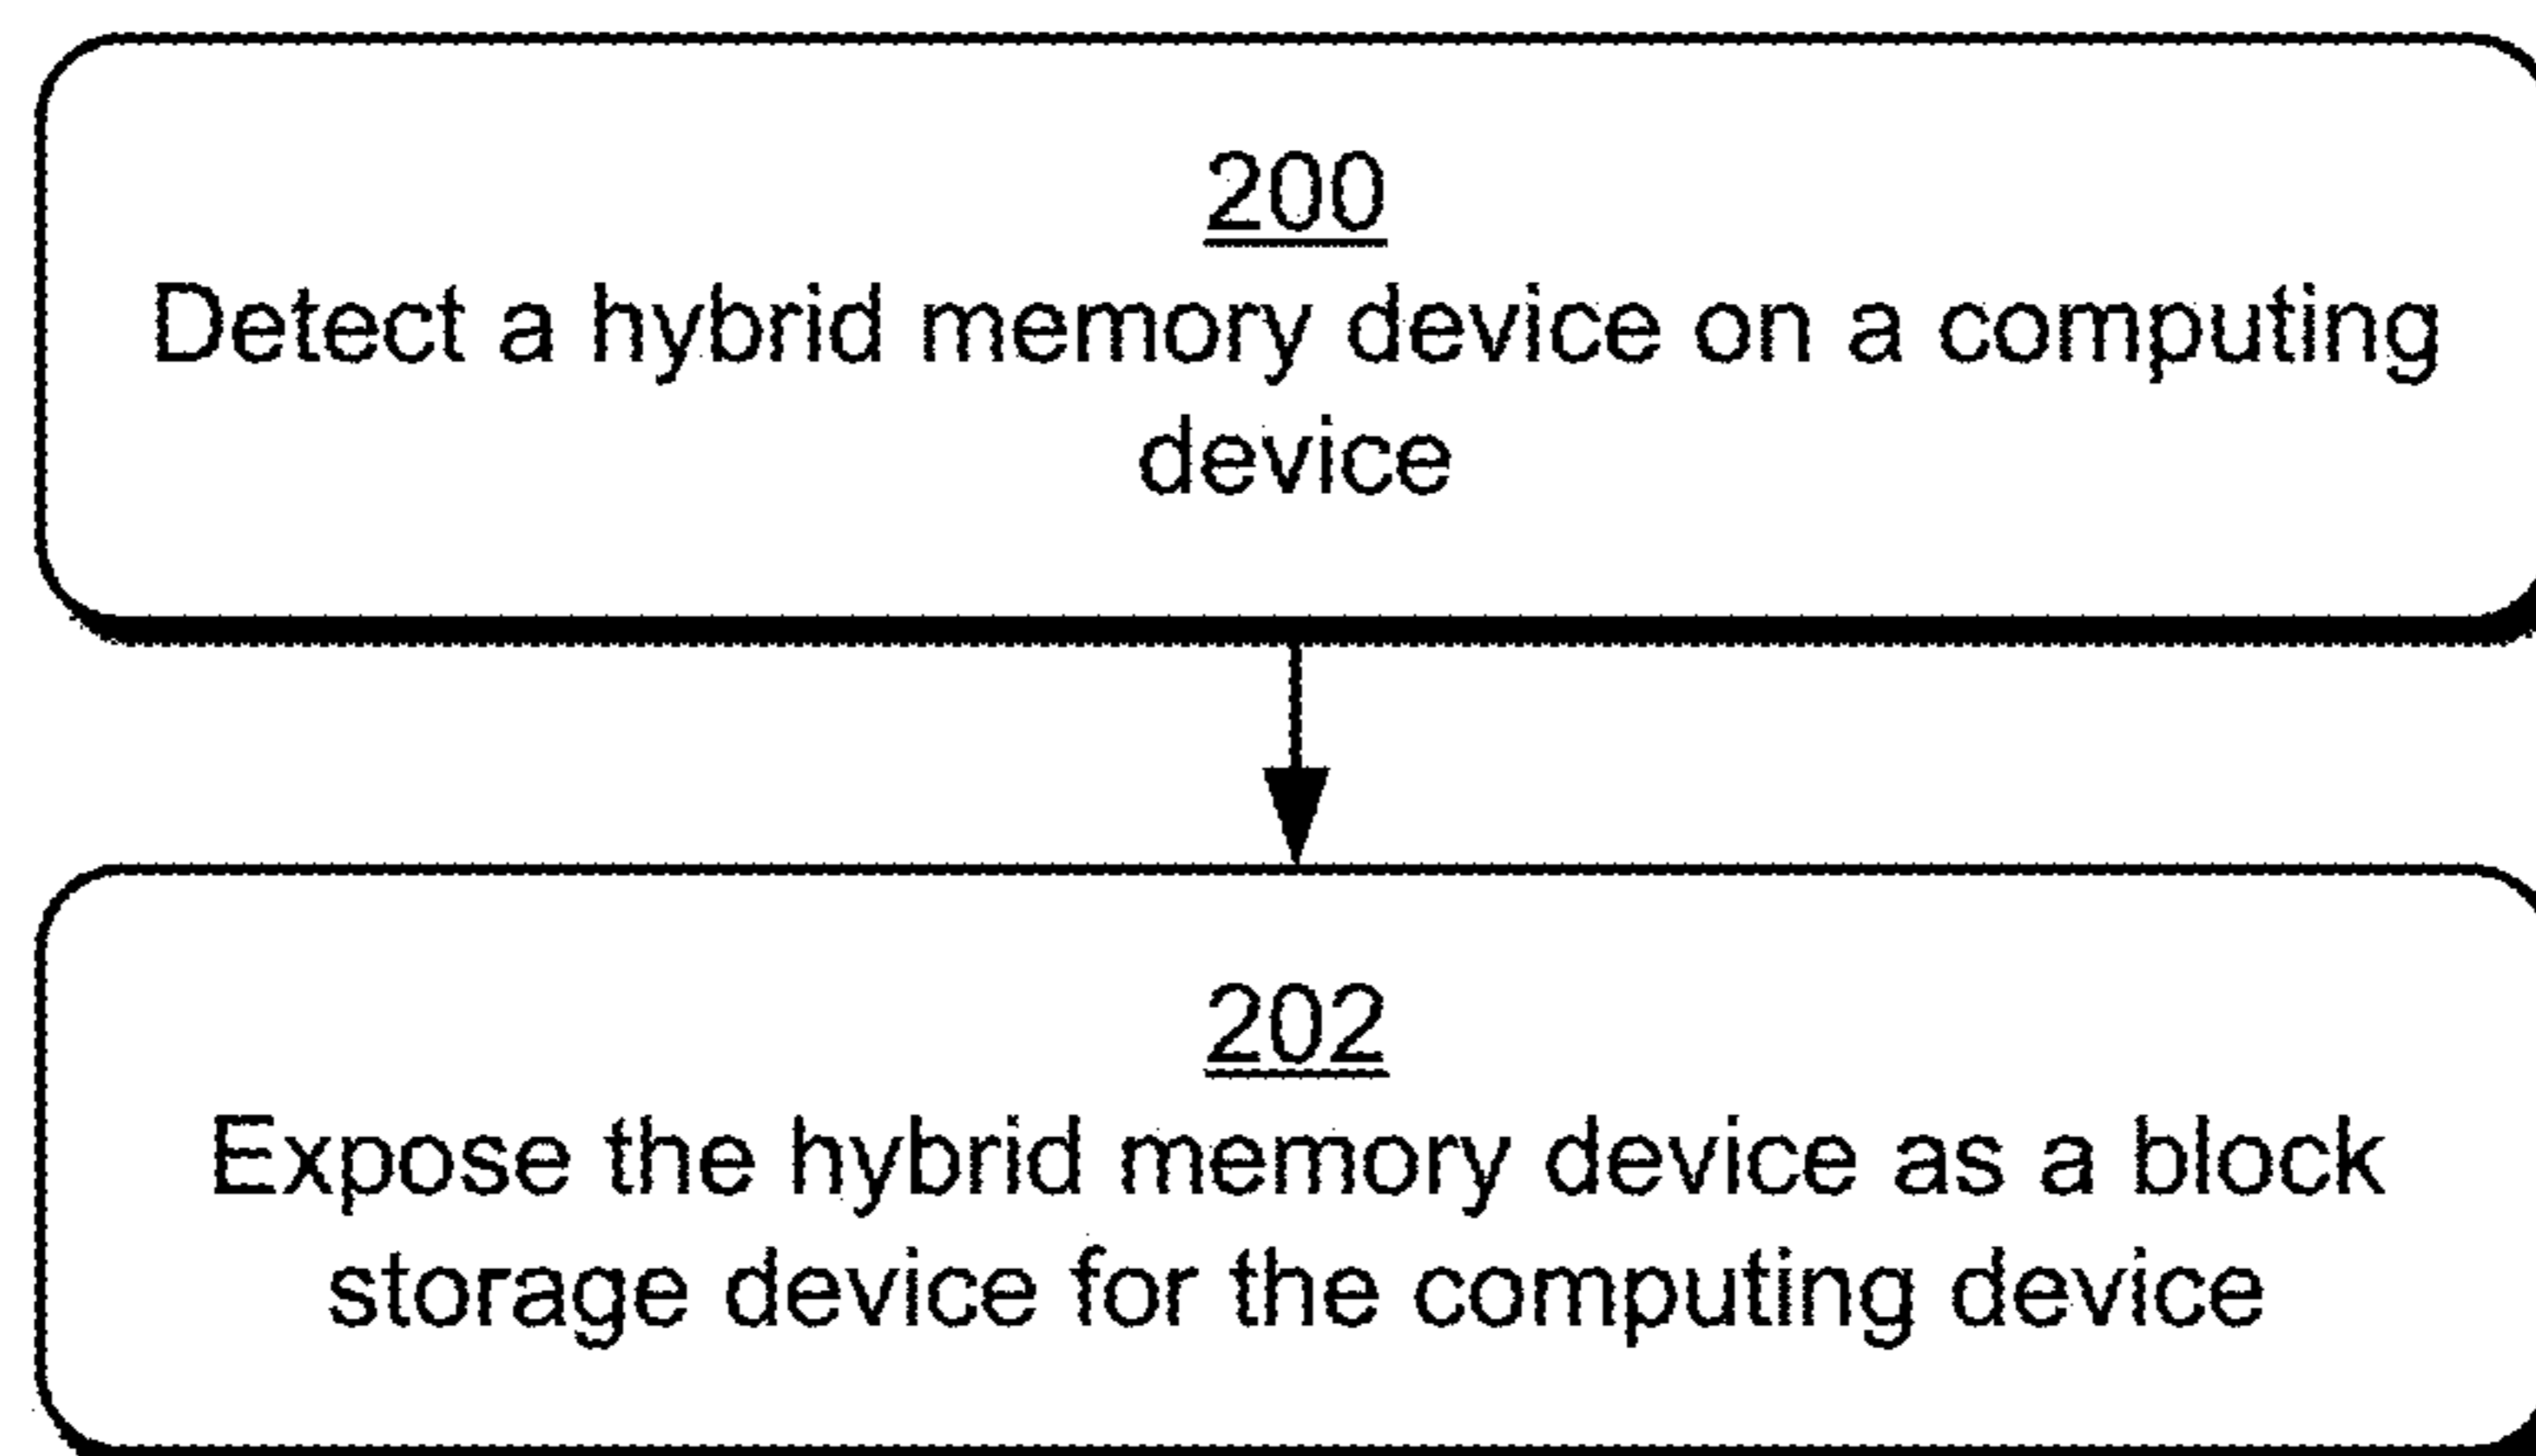 200
Detect a hybrid memory device on a computing
device
202
Expose the hybrid memory device as a block
storage device for the computing device